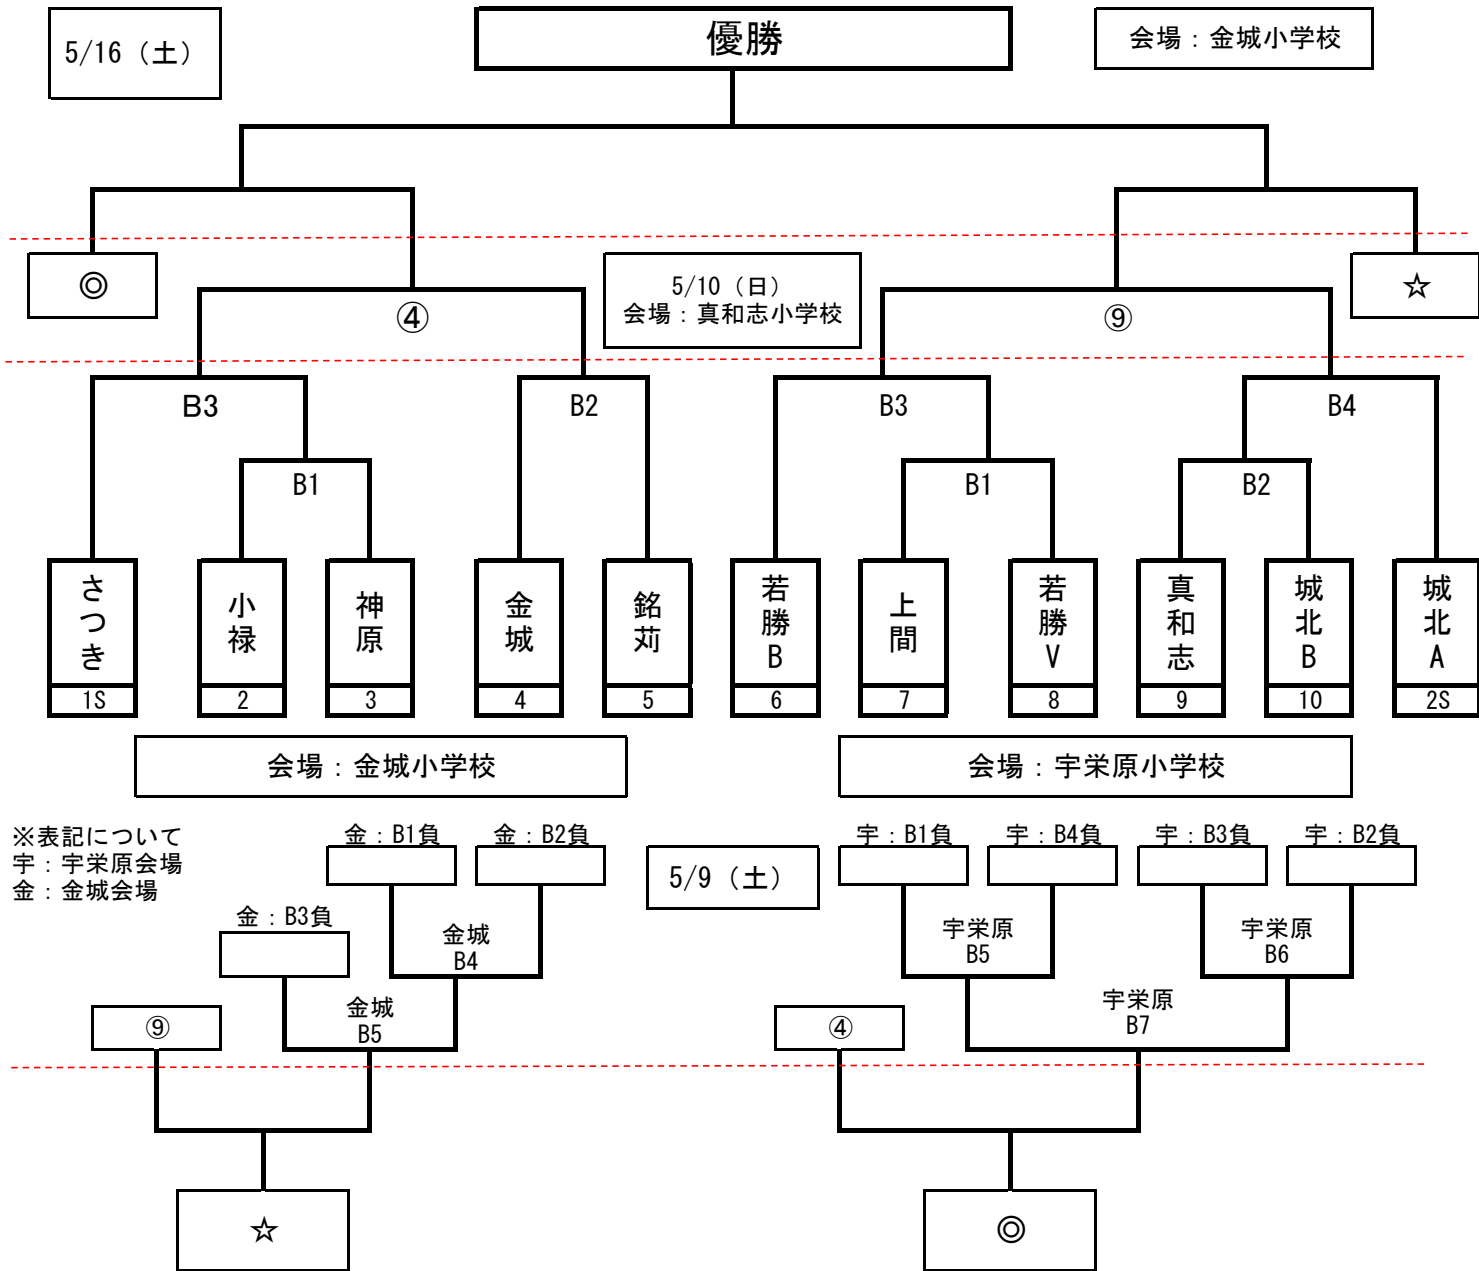 5/16（土）
優勝
会場：金城小学校
◎
5/10（日）
会場：真和志小学校
☆
④
⑨
B3
B2
B3
B4
B1
B1
B2
さつき
小禄
神原
金城
銘苅
若勝B
上間
若勝V
真和志
城北B
城北A
1S
2
3
4
5
6
7
8
9
10
2S
会場：金城小学校
会場：宇栄原小学校
※表記について
宇：宇栄原会場
金：金城会場
金：B1負
金：B2負
5/9（土）
宇：B1負
宇：B4負
宇：B3負
宇：B2負
金：B3負
金城
B4
宇栄原
B5
宇栄原
B6
⑨
金城
B5
④
宇栄原
B7
☆
◎